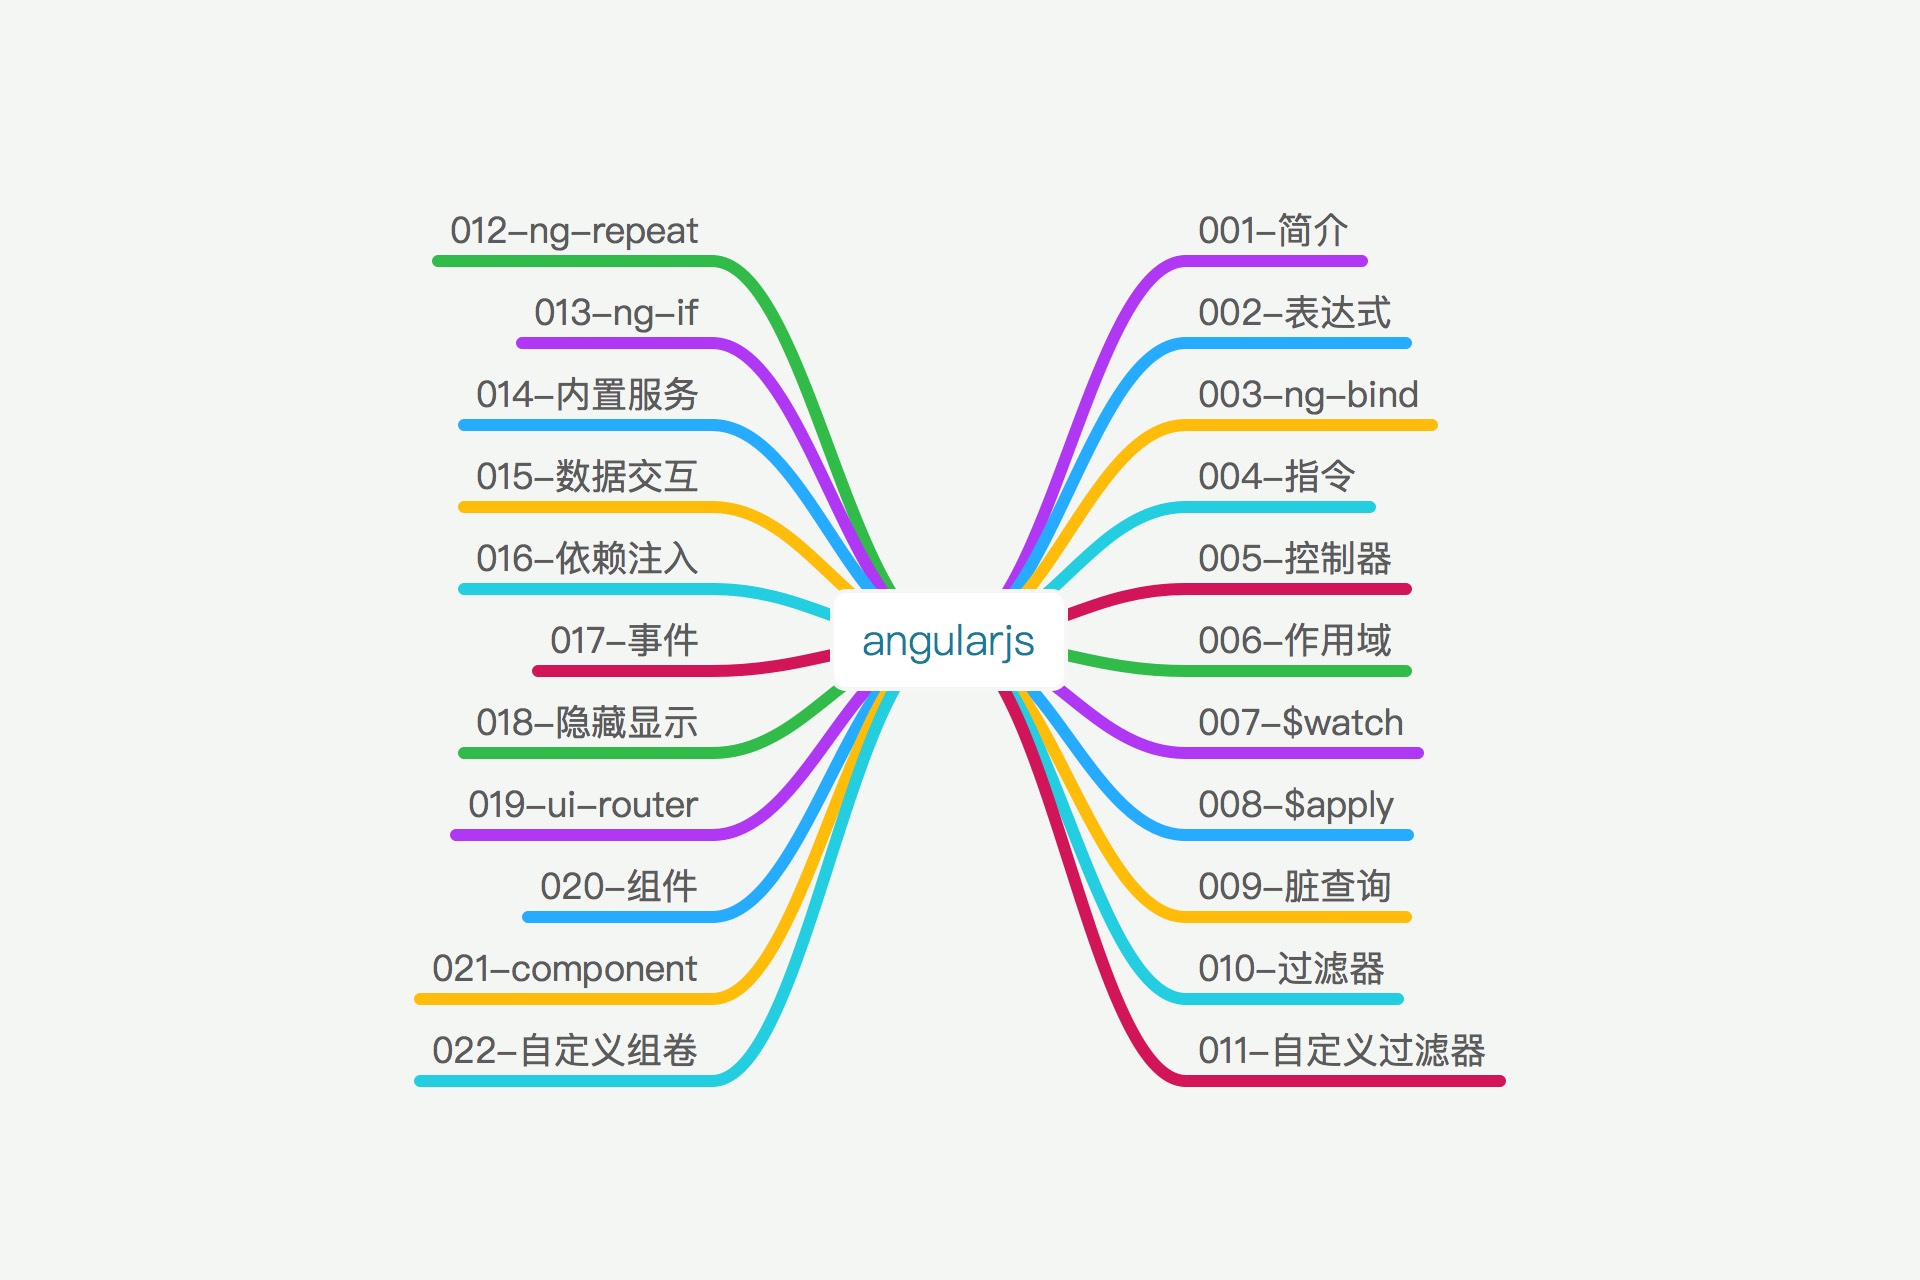 angularjs
001-简介
002-表达式
003-ng-bind
004-指令
005-控制器
006-作用域
007-$watch
008-$apply
009-脏查询
010-过滤器
011-自定义过滤器
012-ng-repeat
013-ng-if
014-内置服务
015-数据交互
016-依赖注入
017-事件
018-隐藏显示
019-ui-router
020-组件
021-component
022-自定义组卷